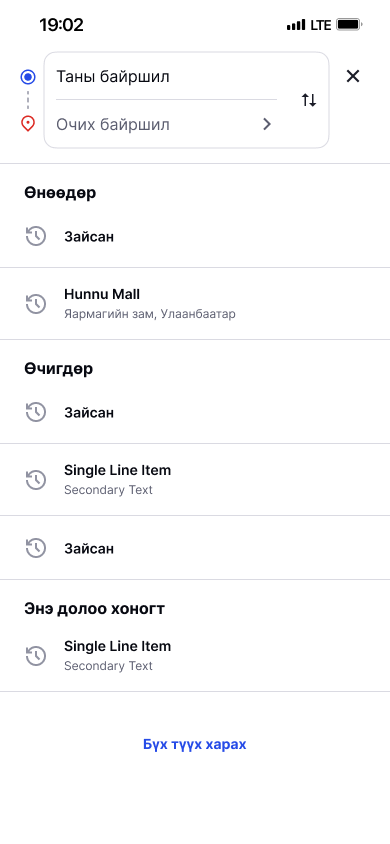 19:02
LTE
Таны байршил
Очих байршил
Өнөөдөр
Зайсан
Hunnu Mall
Яармагийн зам, Улаанбаатар
Өчигдөр
Зайсан
Single Line Item
Secondary Text
Зайсан
Энэ долоо хоногт
Single Line Item
Secondary Text
Бүх түүх харах